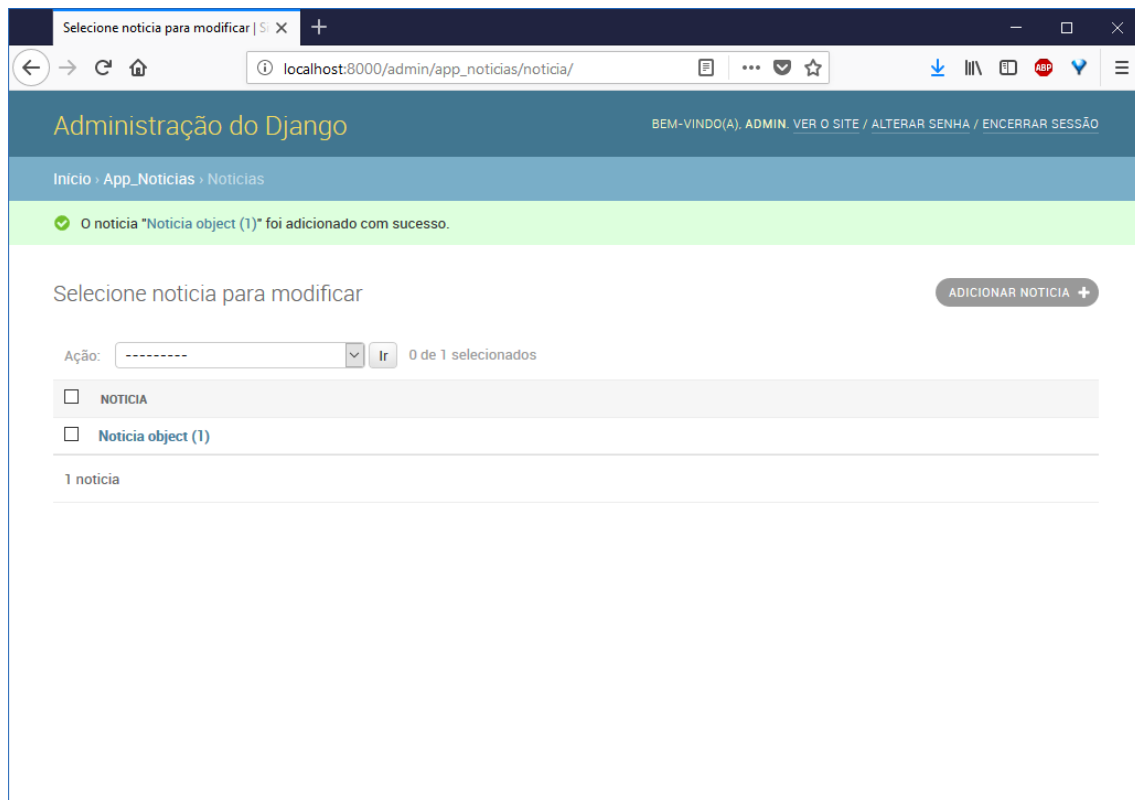 Selecione noticia para modificar | Si
localhost:8000/admin/app_noticias/noticia/
ABP
Administração do Django
BEM-VINDO(A), ADMIN. VER O SITE / ALTERAR SENHA / ENCERRAR SESSÃO
Início › App_Noticias › Noticias
O noticia "Noticia object (1)" foi adicionado com sucesso.
Selecione noticia para modificar
ADICIONAR NOTICIA +
Ação: --------- Ir 0 de 1 selecionados
NOTICIA
Noticia object (1)
1 noticia